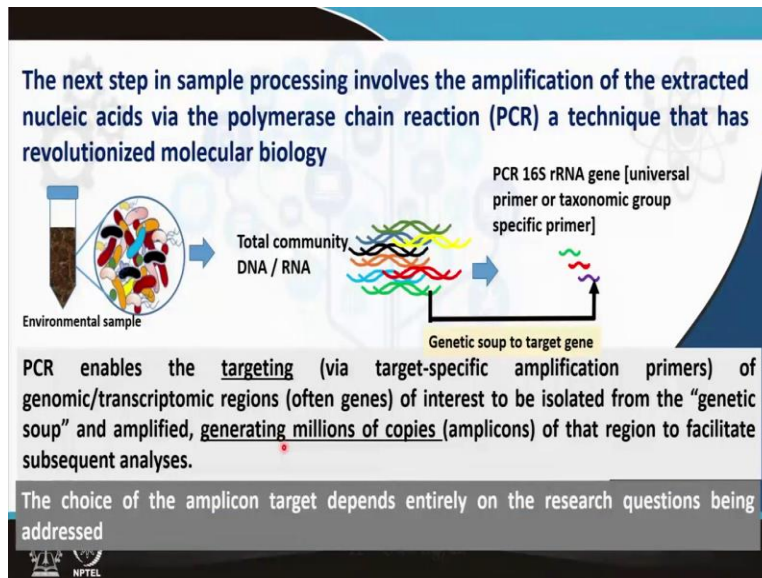 The next step in sample processing involves the amplification of the extracted
nucleic acids via the polymerase chain reaction (PCR) a technique that has
revolutionized molecular biology
PCR 16S rRNA gene [universal
primer or taxonomic group
specific primer]
Total community
DNA / RNA
Environmental sample
Genetic soup to target gene
PCR enables the targeting (via target-specific amplification primers) of
genomic/transcriptomic regions (often genes) of interest to be isolated from the “genetic
soup” and amplified, generating millions of copies (amplicons) of that region to facilitate
subsequent analyses.
The choice of the amplicon target depends entirely on the research questions being
addressed
NPTEL